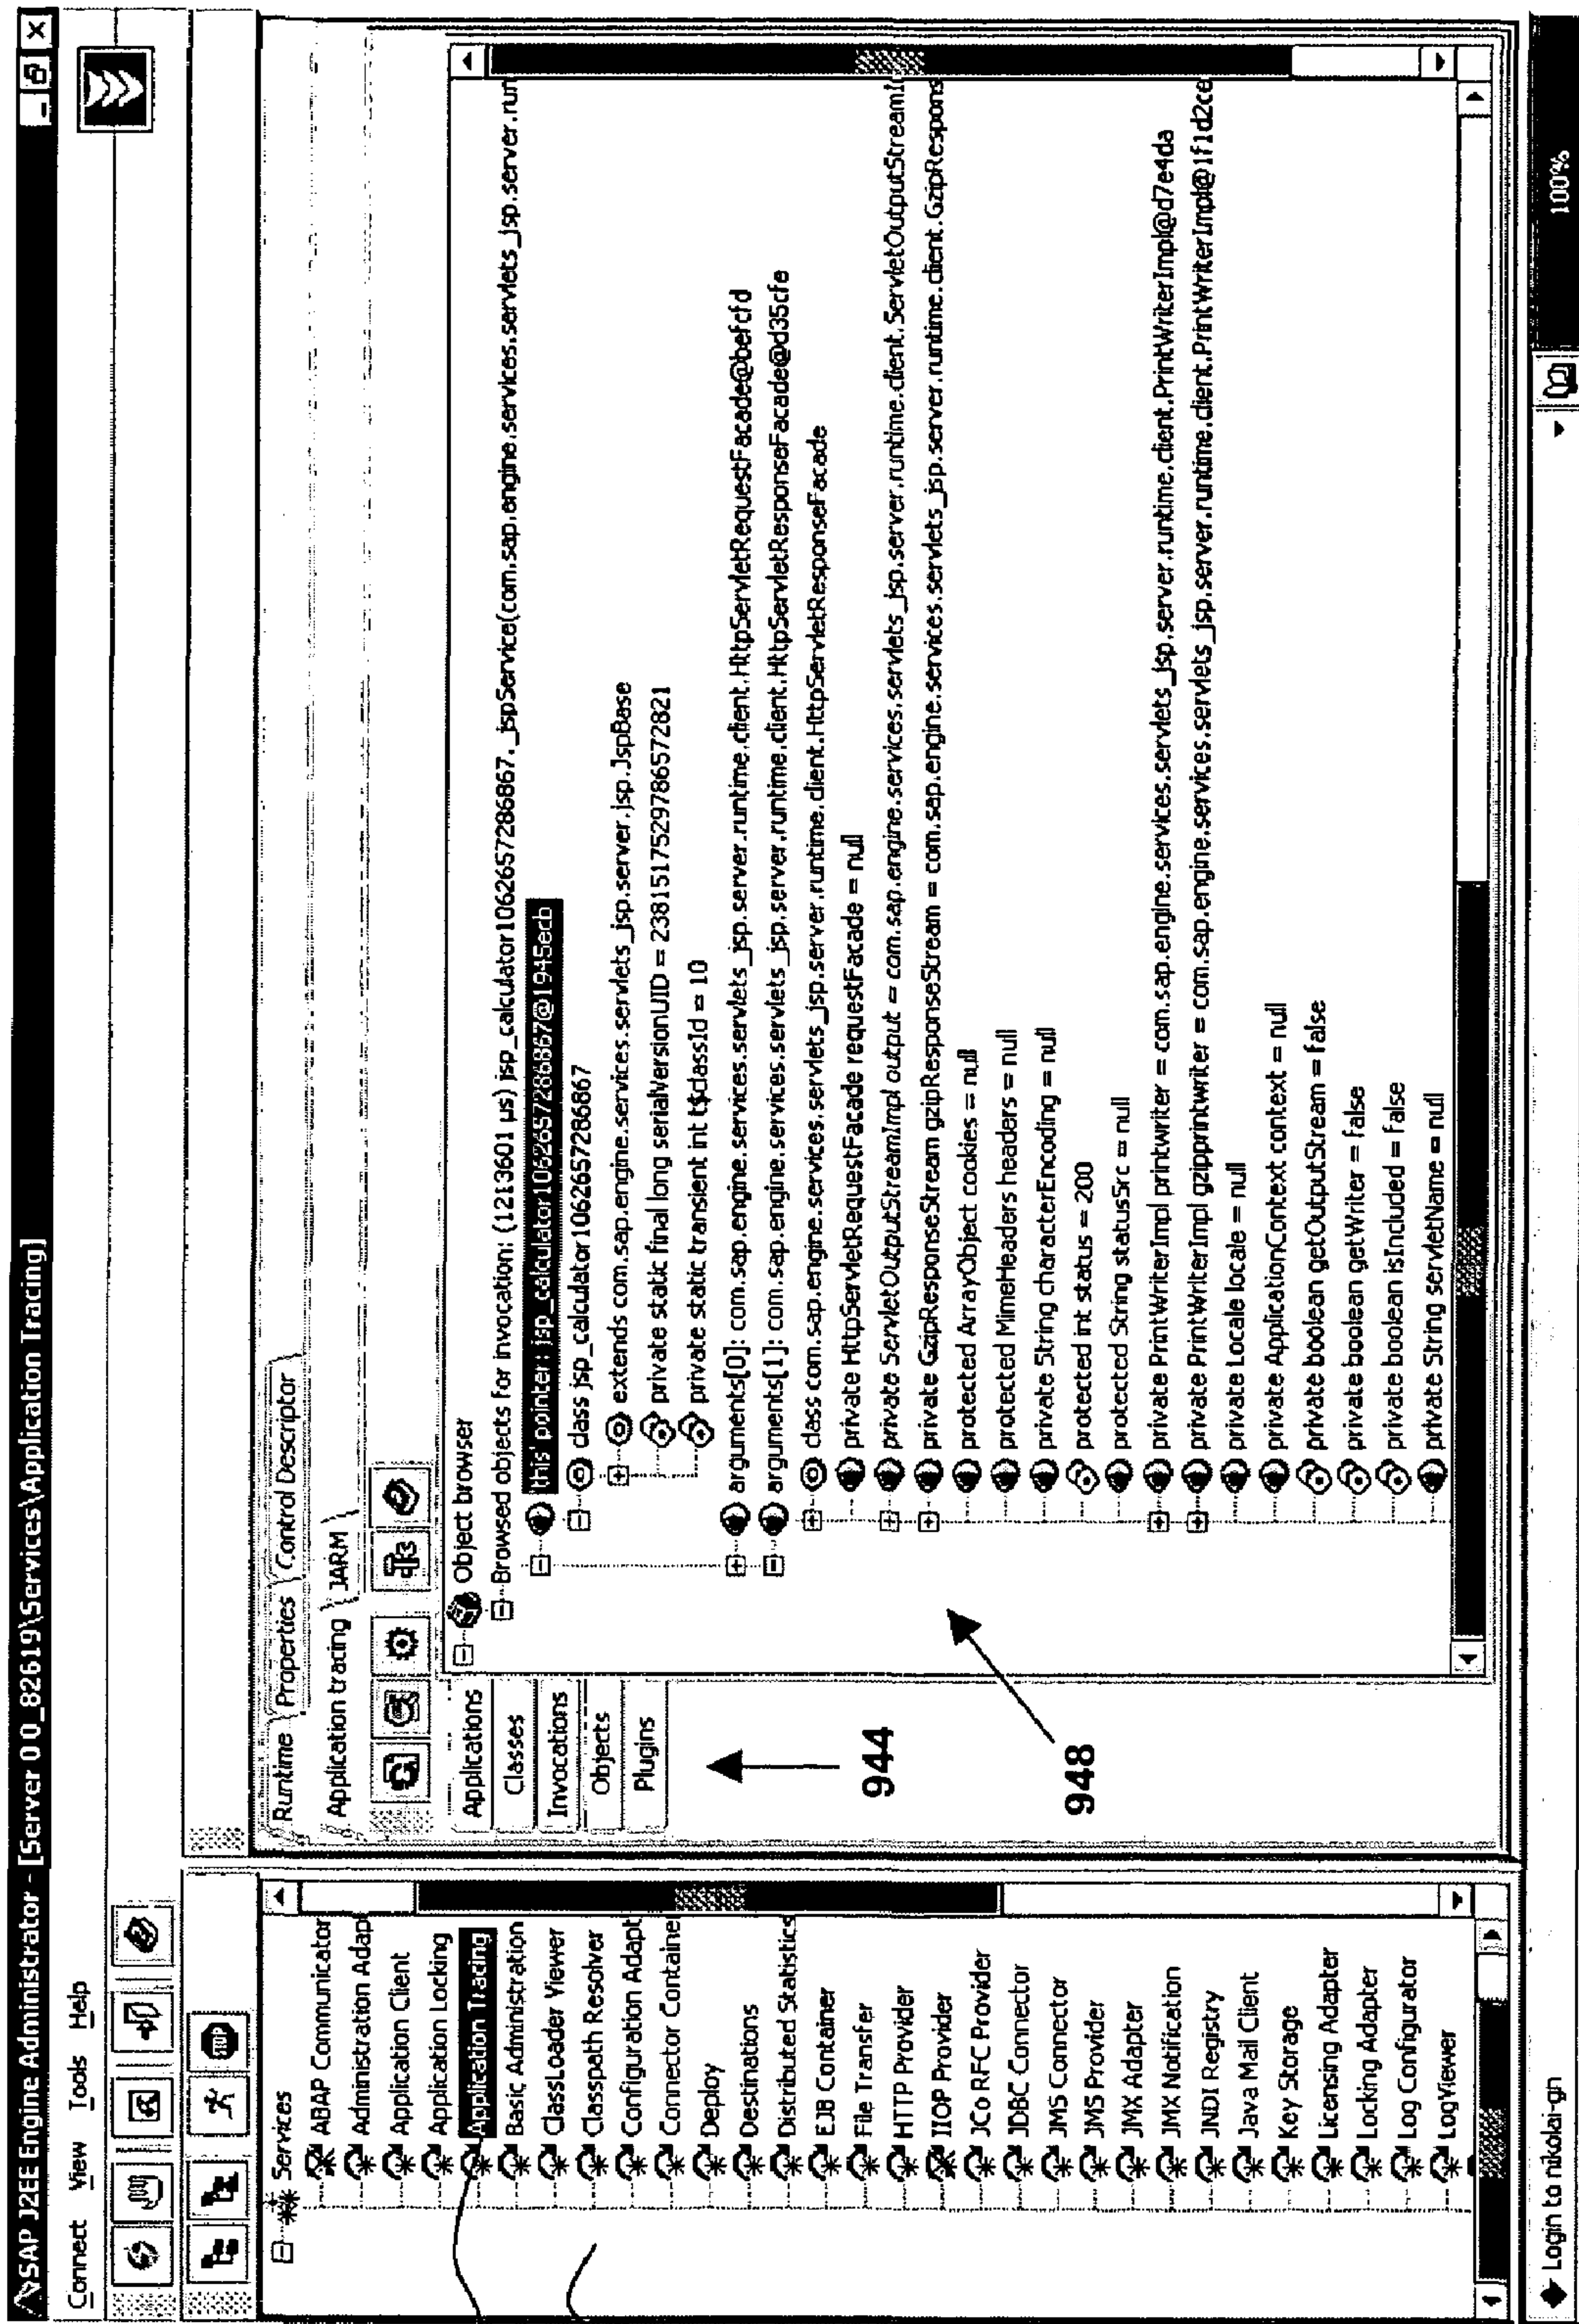 SAP J2EE Engine Administrator - [Server 0 0_82619\Services\Application Tracing]
Connect View Tools Help
Services
ABAP Communicator
Administration Adap
Application Client
Application Locking
Application Tracing
Basic Administration
ClassLoader Viewer
Classpath Resolver
Configuration Adapt
Connector Container
Deploy
Destinations
Distributed Statistics
EJB Container
File Transfer
HTTP Provider
IIOP Provider
JCo RFC Provider
JDBC Connector
JMS Connector
JMS Provider
JMX Adapter
JMX Notification
JNDI Registry
Java Mail Client
Key Storage
Licensing Adapter
Locking Adapter
Log Configurator
LogViewer
STOP
Runtime Properties Control Descriptor
Application tracing JARM
Applications
Classes
Invocations
Objects
Plugins
944
948
Object browser
Browsed objects for invocation: (1213601 µs) jsp_calculator1062657286867._jspService(com.sap.engine.services.servlets_jsp.server.run
'this' pointer: jsp_calculator1062657286867@1945ecb
class jsp_calculator1062657286867
extends com.sap.engine.services.servlets_jsp.server.jsp.JspBase
private static final long serialVersionUID = 2381517529786572821
private static transient int t$classId = 10
arguments[0]: com.sap.engine.services.servlets_jsp.server.runtime.client.HttpServletRequestFacade@befcfd
arguments[1]: com.sap.engine.services.servlets_jsp.server.runtime.client.HttpServletResponseFacade@d35cfe
class com.sap.engine.services.servlets_jsp.server.runtime.client.HttpServletResponseFacade
private HttpServletRequestFacade requestFacade = null
private ServletOutputStreamImpl output = com.sap.engine.services.servlets_jsp.server.runtime.client.ServletOutputStreamI
private GzipResponseStream gzipResponseStream = com.sap.engine.services.servlets_jsp.server.runtime.client.GzipRespons
protected ArrayObject cookies = null
protected MimeHeaders headers = null
private String characterEncoding = null
protected int status = 200
protected String statusSrc = null
private PrintWriterImpl printwriter = com.sap.engine.services.servlets_jsp.server.runtime.client.PrintWriterImpl@d7e4da
private PrintWriterImpl gzipprintwriter = com.sap.engine.services.servlets_jsp.server.runtime.client.PrintWriterImpl@1f1d2ce
private Locale locale = null
private ApplicationContext context = null
private boolean getOutputStream = false
private boolean getWriter = false
private boolean isIncluded = false
private String servletName = null
Login to nikolai-gn
100%